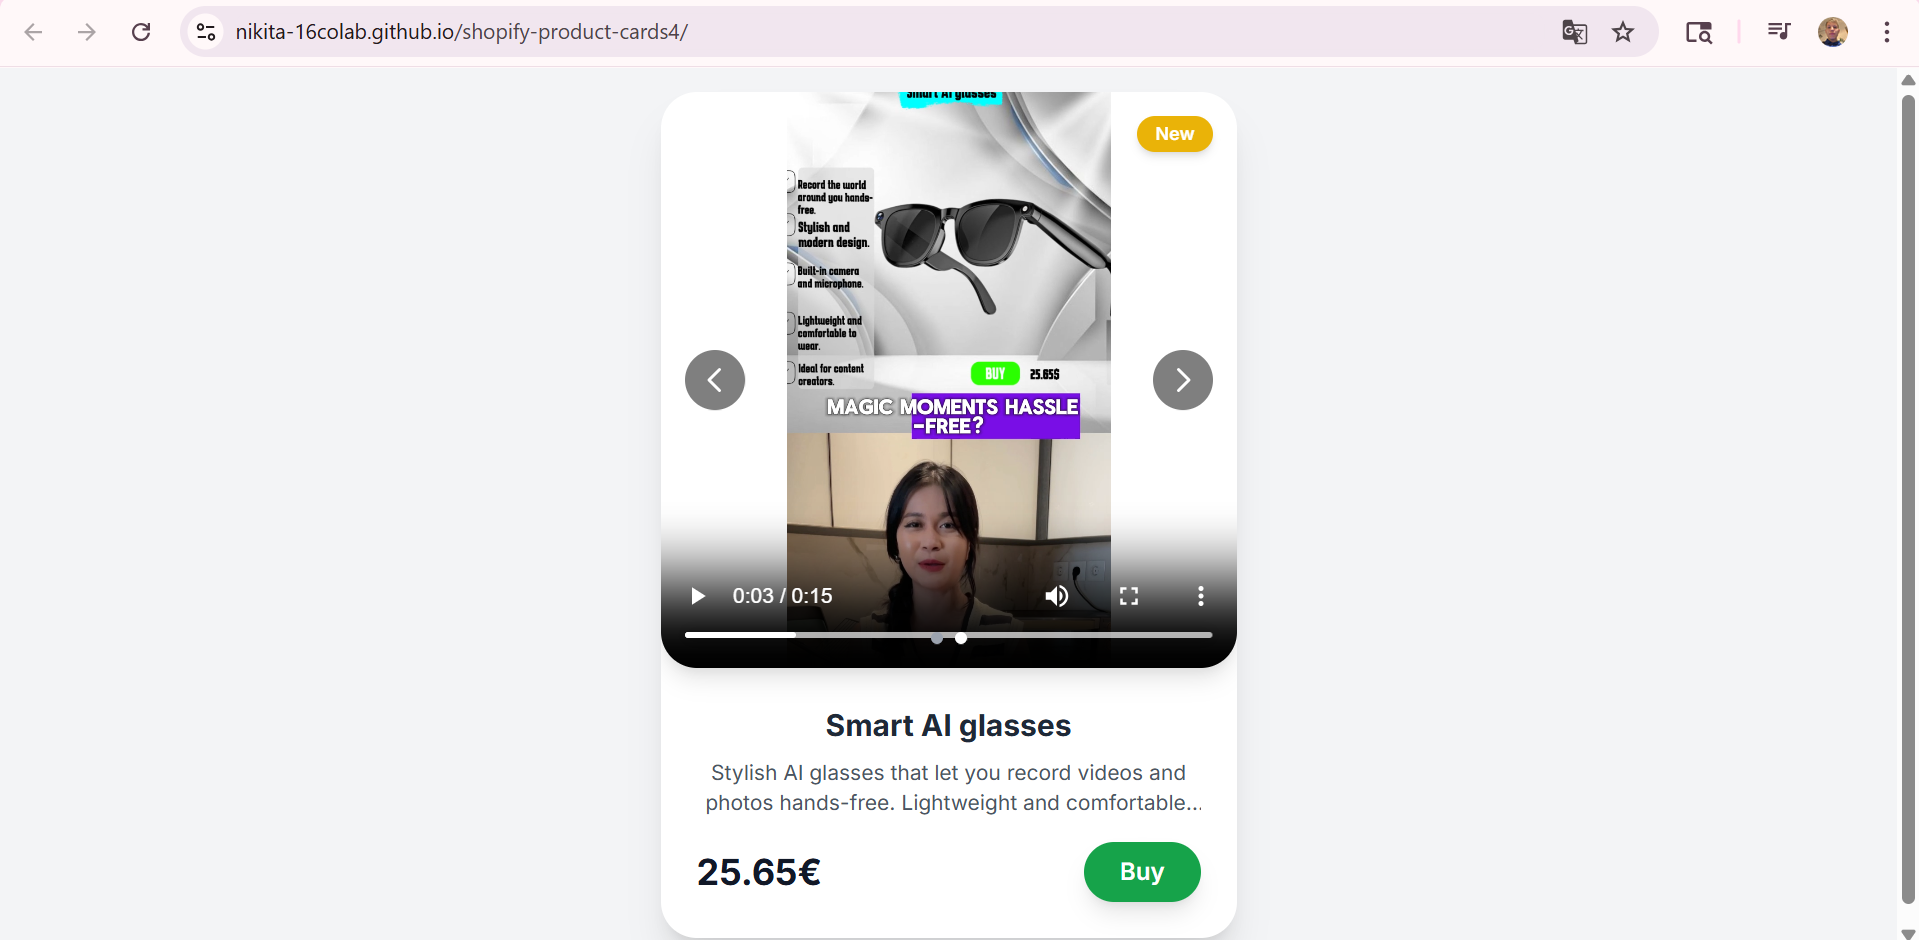 nikita-16colab.github.io/shopify-product-cards4/
Smart AI glasses
New
Record the world
around you hands-
free.
Stylish and
modern design.
Built-in camera
and microphone.
Lightweight and
comfortable to
wear.
Ideal for content
creators.
BUY
25.65$
MAGIC MOMENTS HASSLE
-FREE?
0:03 / 0:15
Smart AI glasses
Stylish AI glasses that let you record videos and
photos hands-free. Lightweight and comfortable...
25.65€
Buy